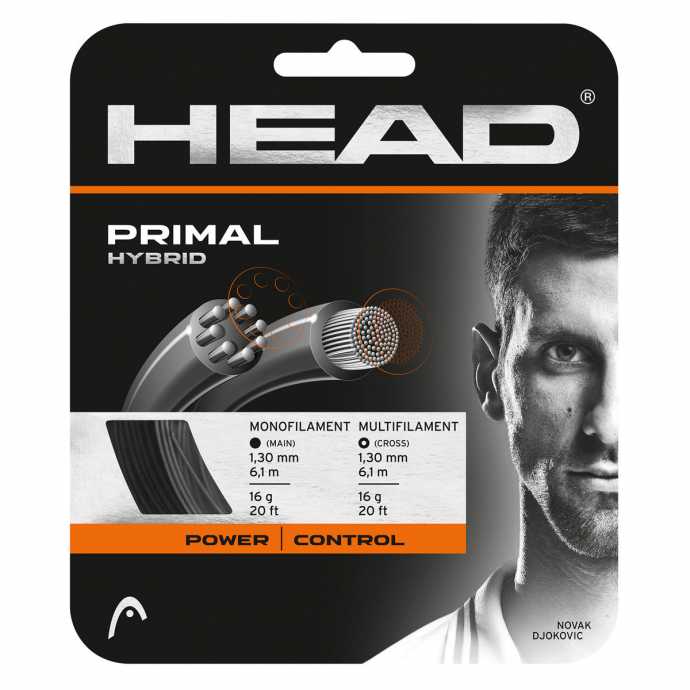 HEAD®
PRIMAL
HYBRID
MONOFILAMENT
(MAIN)
1,30 mm
6,1 m
16 g
20 ft
MULTIFILAMENT
(CROSS)
1,30 mm
6,1 m
16 g
20 ft
POWER | CONTROL
NOVAK
DJOKOVIC